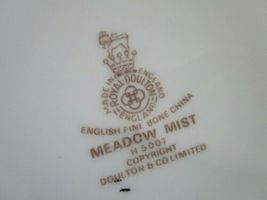 MADE IN ENGLAND
ROYAL DOULTON
ENGLAND
ENGLISH FINE BONE CHINA
MEADOW MIST
H 5007
COPYRIGHT
DOULTON & CO LIMITED